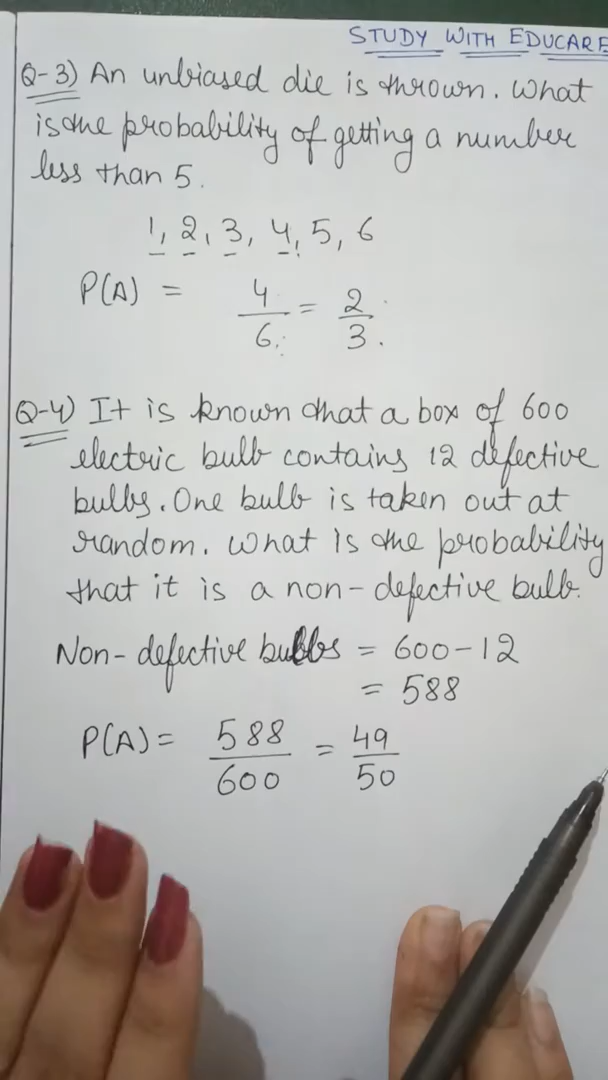 STUDY WITH EDUCARE
Q-3) An unbiased die is thrown. What
is the probability of getting a number
less than 5.
1, 2, 3, 4, 5, 6
P(A) = 4/6 = 2/3.
Q-4) It is known that a box of 600
electric bulb contains 12 defective
bulbs. One bulb is taken out at
random. What is the probability
that it is a non-defective bulb.
Non-defective bulbs = 600-12
= 588
P(A) = 588/600 = 49/50